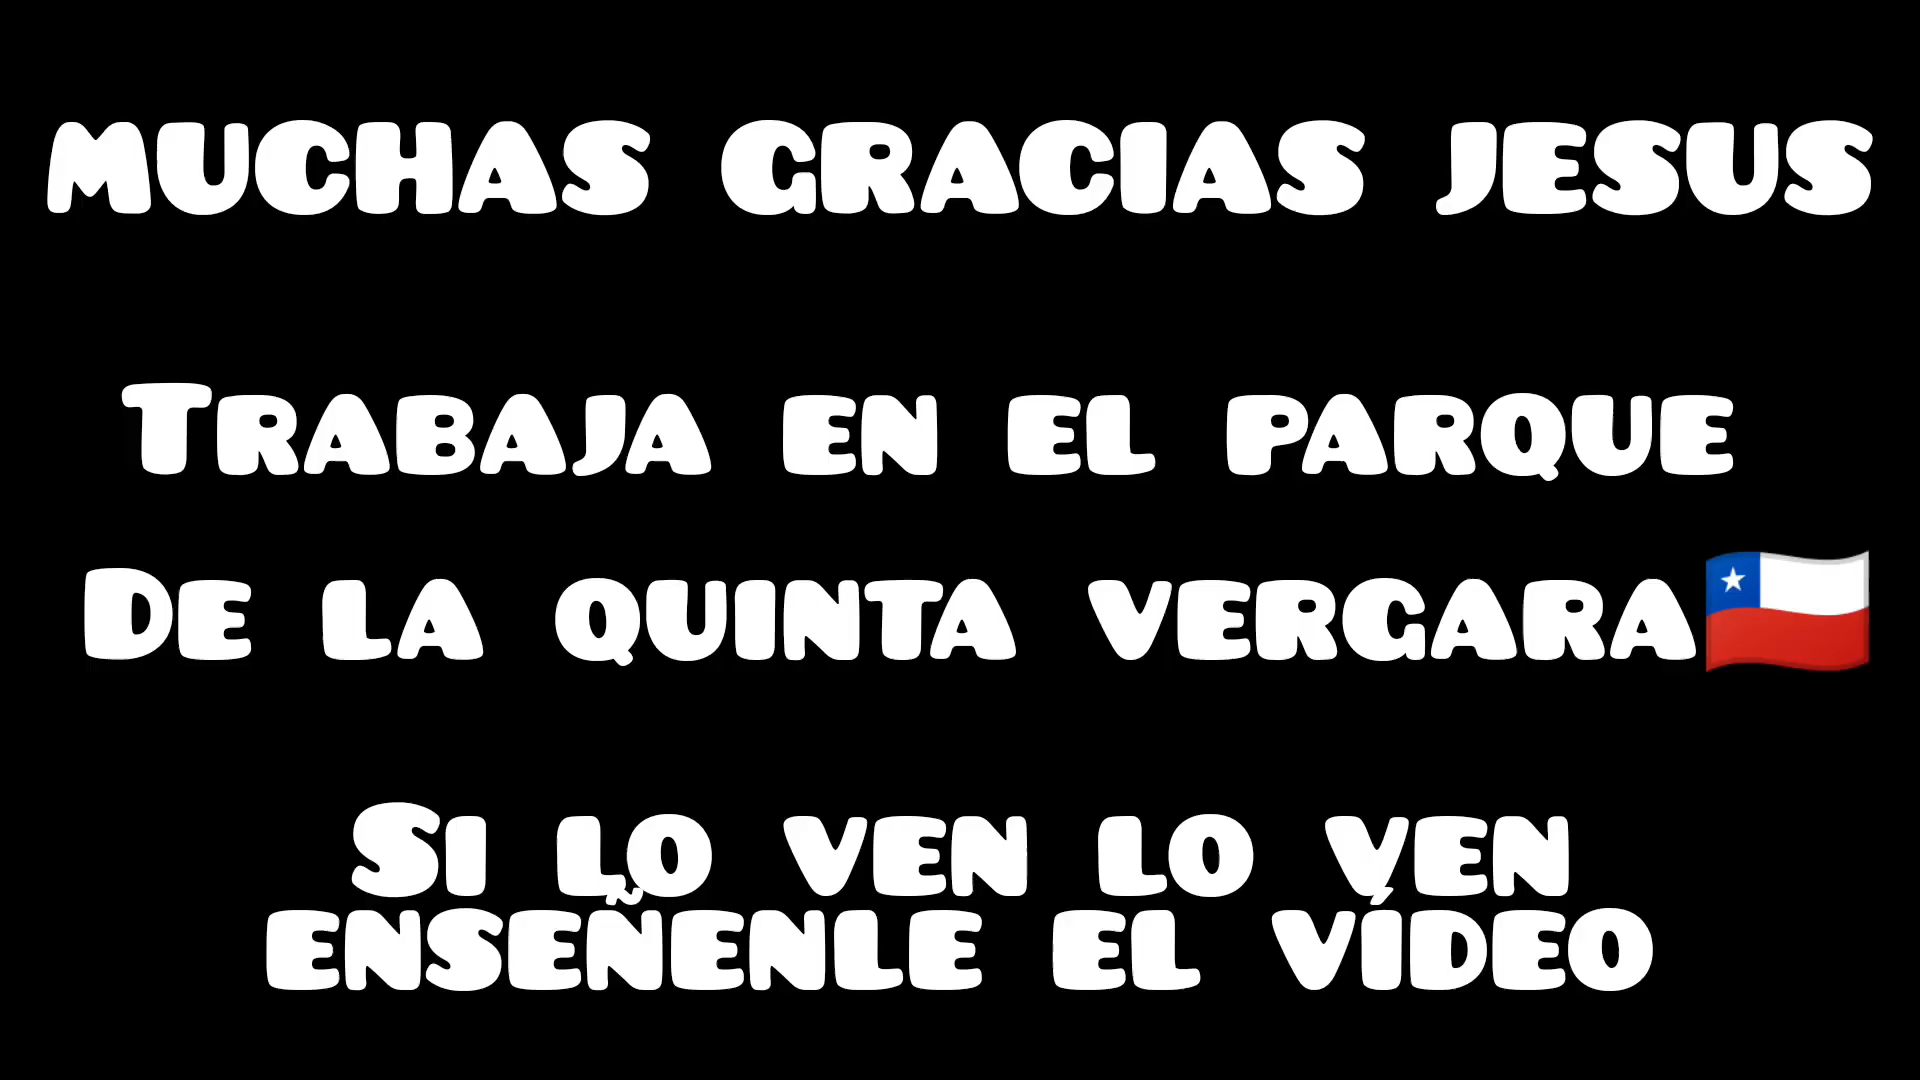 MUCHAS GRACIAS JESUS
TRABAJA EN EL PARQUE
DE LA QUINTA VERGARA🇨🇱
SI LO VEN LO VEN
ENSEÑENLE EL VÍDEO